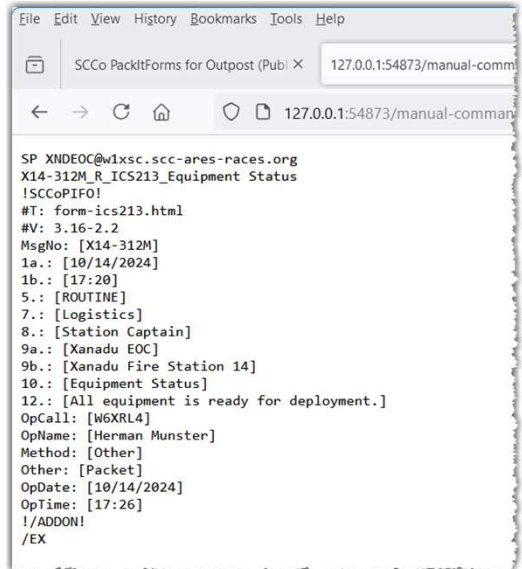 File Edit View History Bookmarks Tools Help
SCCo PackItForms for Outpost (Publ
127.0.0.1:54873/manual-comm
127.0.0.1:54873/manual-comman
SP XNDEOC@w1xsc.scc-ares-races.org
X14-312M_R_ICS213_Equipment Status
!SCCoPIFO!
#T: form-ics213.html
#V: 3.16-2.2
MsgNo: [X14-312M]
1a.: [10/14/2024]
1b.: [17:20]
5.: [ROUTINE]
7.: [Logistics]
8.: [Station Captain]
9a.: [Xanadu EOC]
9b.: [Xanadu Fire Station 14]
10.: [Equipment Status]
12.: [All equipment is ready for deployment.]
OpCall: [W6XRL4]
OpName: [Herman Munster]
Method: [Other]
Other: [Packet]
OpDate: [10/14/2024]
OpTime: [17:26]
!/ADDON!
/EX